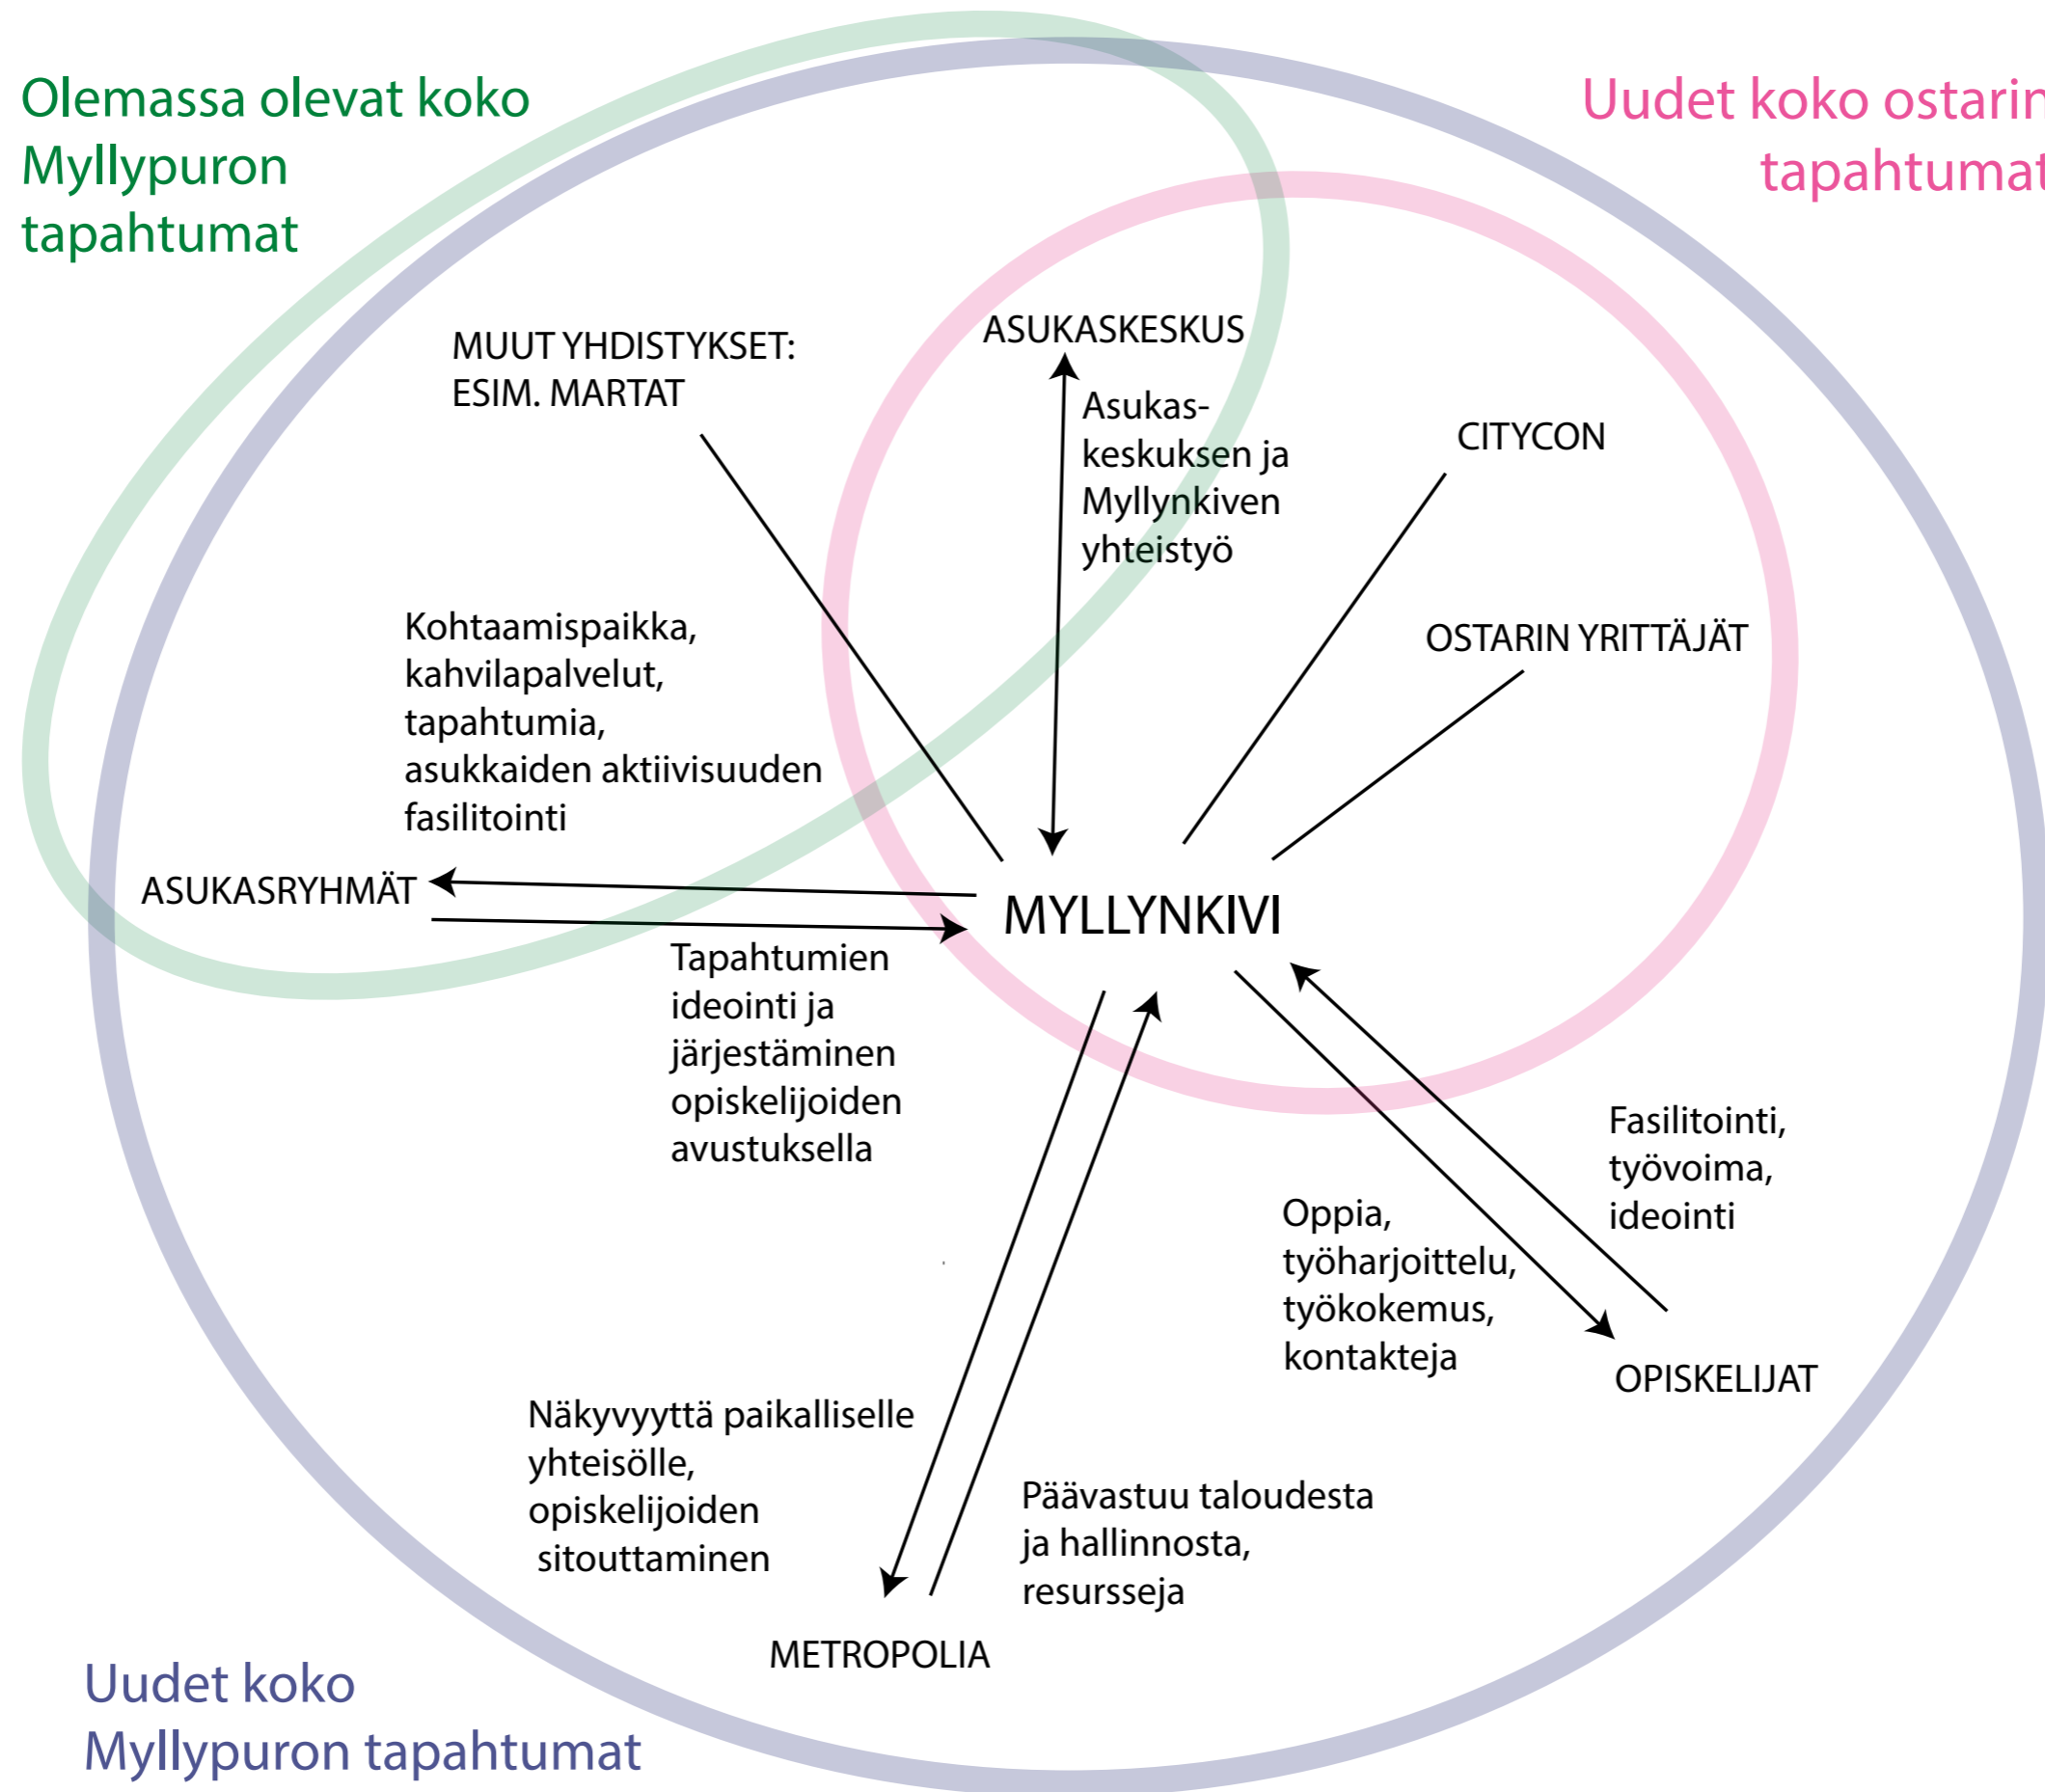 Olemassa olevat koko
Myllypuron
tapahtumat
Uudet koko ostarin
tapahtumat
MUUT YHDISTYKSET:
ESIM. MARTAT
ASUKASKESKUS
Asukas-
keskuksen ja
Myllynkiven
yhteistyö
CITYCON
OSTARIN YRITTÄJÄT
Kohtaamispaikka,
kahvilapalvelut,
tapahtumia,
asukkaiden aktiivisuuden
fasilitointi
ASUKASRYHMÄT
MYLLYNKIVI
Tapahtumien
ideointi ja
järjestäminen
opiskelijoiden
avustuksella
Fasilitointi,
työvoima,
ideointi
Oppia,
työharjoittelu,
työkokemus,
kontakteja
OPISKELIJAT
Näkyvyyttä paikalliselle
yhteisölle,
opiskelijoiden
sitouttaminen
Päävastuu taloudesta
ja hallinnosta,
resursseja
METROPOLIA
Uudet koko
Myllypuron tapahtumat